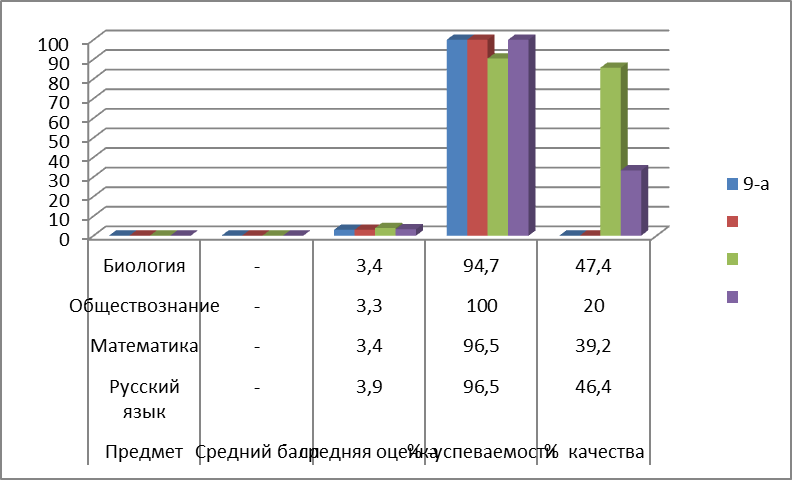 100
90
80
70
60
50
40
30
20
10
0
9-а
Биология - 3,4 94,7 47,4
Обществознание - 3,3 100 20
Математика - 3,4 96,5 39,2
Русский - 3,9 96,5 46,4
язык
Предмет Средний балл средняя оценка % успеваемости % качества